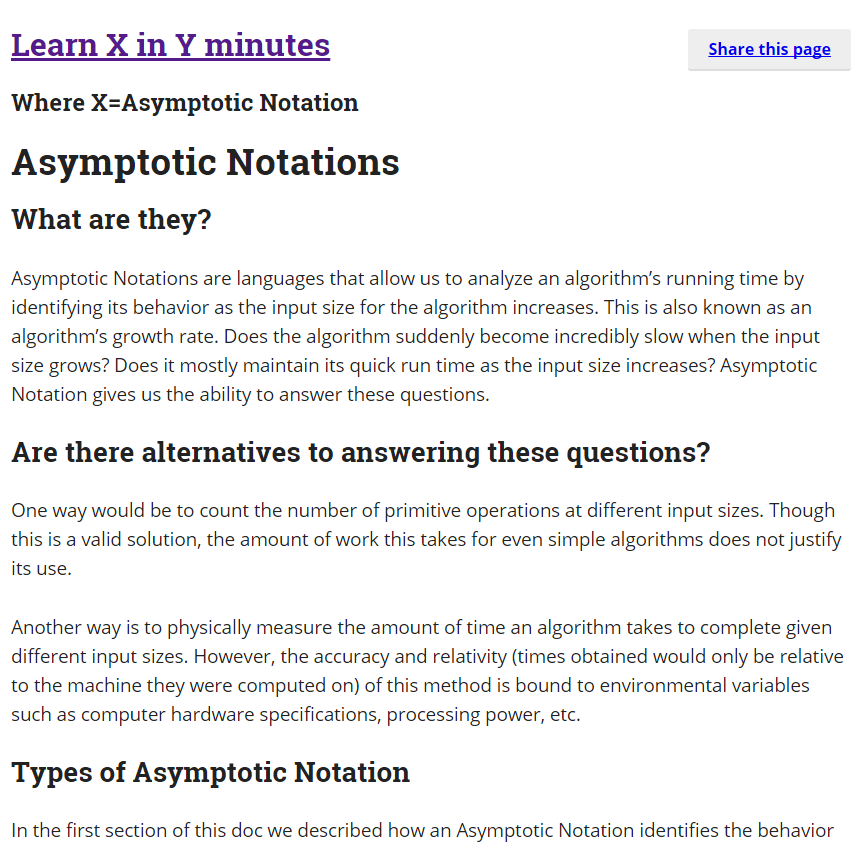 Learn X in Y minutes
Share this page
Where X=Asymptotic Notation
Asymptotic Notations
What are they?
Asymptotic Notations are languages that allow us to analyze an algorithm’s running time by
identifying its behavior as the input size for the algorithm increases. This is also known as an
algorithm’s growth rate. Does the algorithm suddenly become incredibly slow when the input
size grows? Does it mostly maintain its quick run time as the input size increases? Asymptotic
Notation gives us the ability to answer these questions.
Are there alternatives to answering these questions?
One way would be to count the number of primitive operations at different input sizes. Though
this is a valid solution, the amount of work this takes for even simple algorithms does not justify
its use.
Another way is to physically measure the amount of time an algorithm takes to complete given
different input sizes. However, the accuracy and relativity (times obtained would only be relative
to the machine they were computed on) of this method is bound to environmental variables
such as computer hardware specifications, processing power, etc.
Types of Asymptotic Notation
In the first section of this doc we described how an Asymptotic Notation identifies the behavior